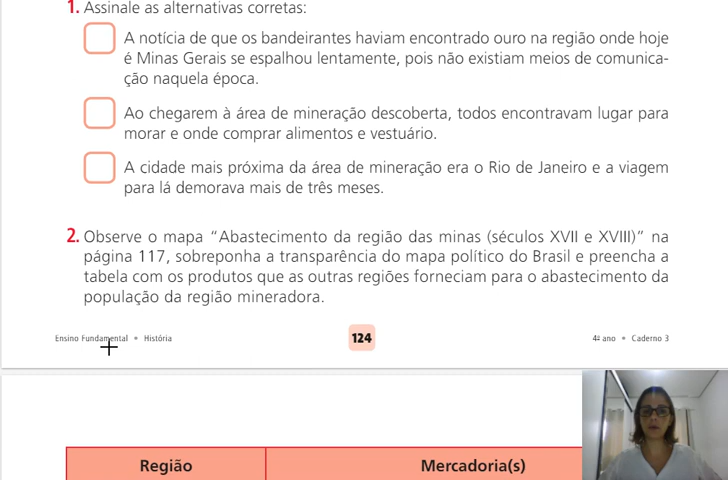 1. Assinale as alternativas corretas:
A notícia de que os bandeirantes haviam encontrado ouro na região onde hoje
é Minas Gerais se espalhou lentamente, pois não existiam meios de comunica-
ção naquela época.
Ao chegarem à área de mineração descoberta, todos encontravam lugar para
morar e onde comprar alimentos e vestuário.
A cidade mais próxima da área de mineração era o Rio de Janeiro e a viagem
para lá demorava mais de três meses.
2. Observe o mapa “Abastecimento da região das minas (séculos XVII e XVIII)” na
página 117, sobreponha a transparência do mapa político do Brasil e preencha a
tabela com os produtos que as outras regiões forneciam para o abastecimento da
população da região mineradora.
Ensino Fundamental • História 124 4º ano • Caderno 3
Região Mercadoria(s)